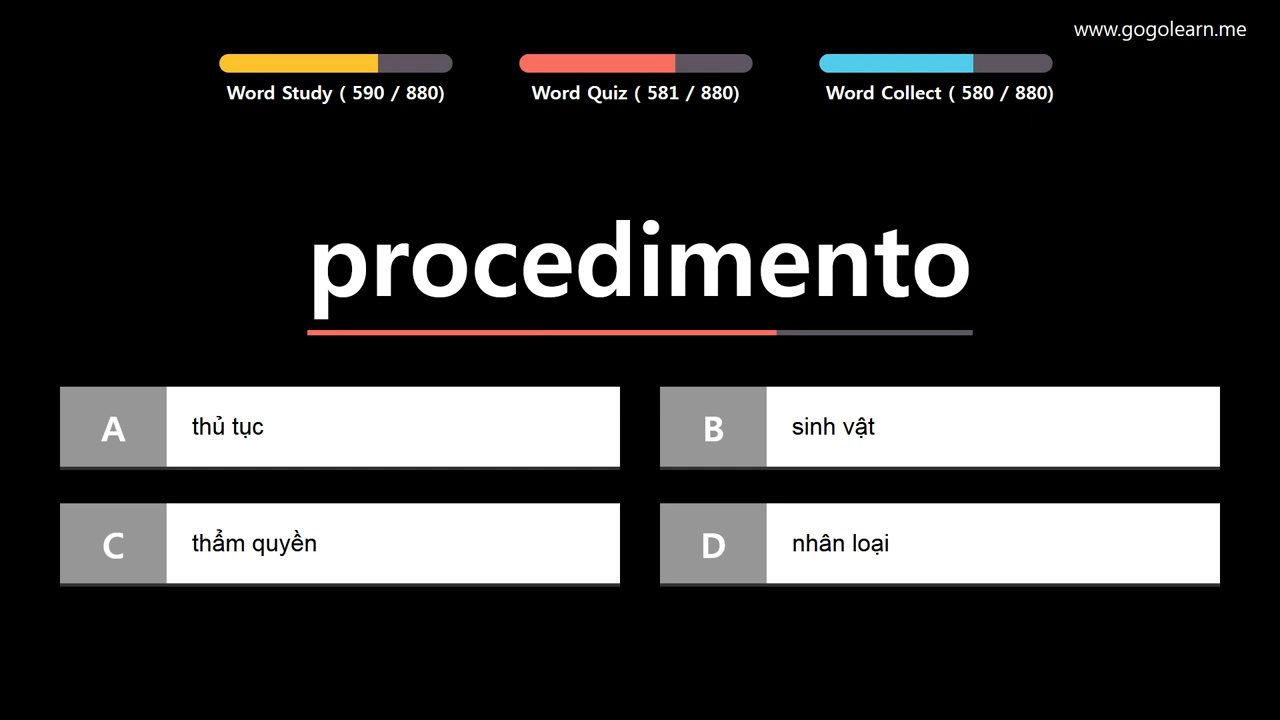 www.gogolearn.me
Word Study ( 590 / 880)
Word Quiz ( 581 / 880)
Word Collect ( 580 / 880)
procedimento
A
thủ tục
B
sinh vật
C
thẩm quyền
D
nhân loại